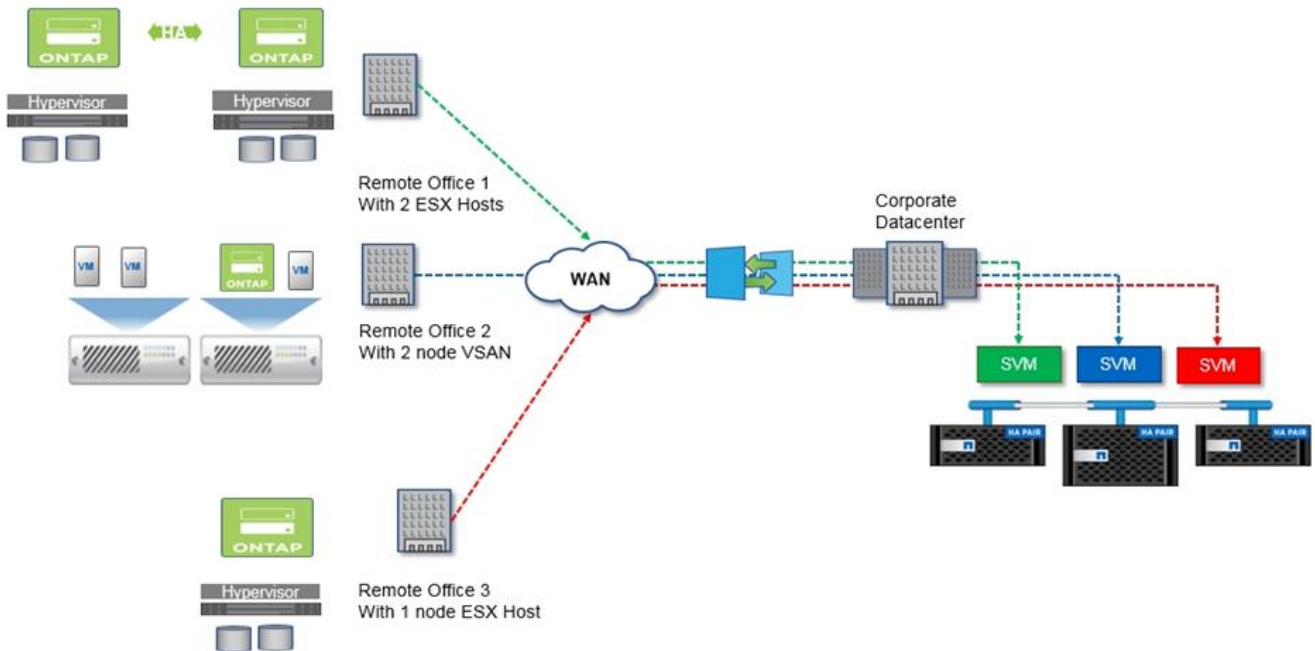 HA
ONTAP
ONTAP
Hypervisor
Hypervisor
Remote Office 1
With 2 ESX Hosts
Corporate
Datacenter
VM
VM
ONTAP
VM
WAN
Remote Office 2
With 2 node VSAN
SVM
SVM
SVM
HA PAIR
HA PAIR
HA PAIR
ONTAP
Hypervisor
Remote Office 3
With 1 node ESX Host